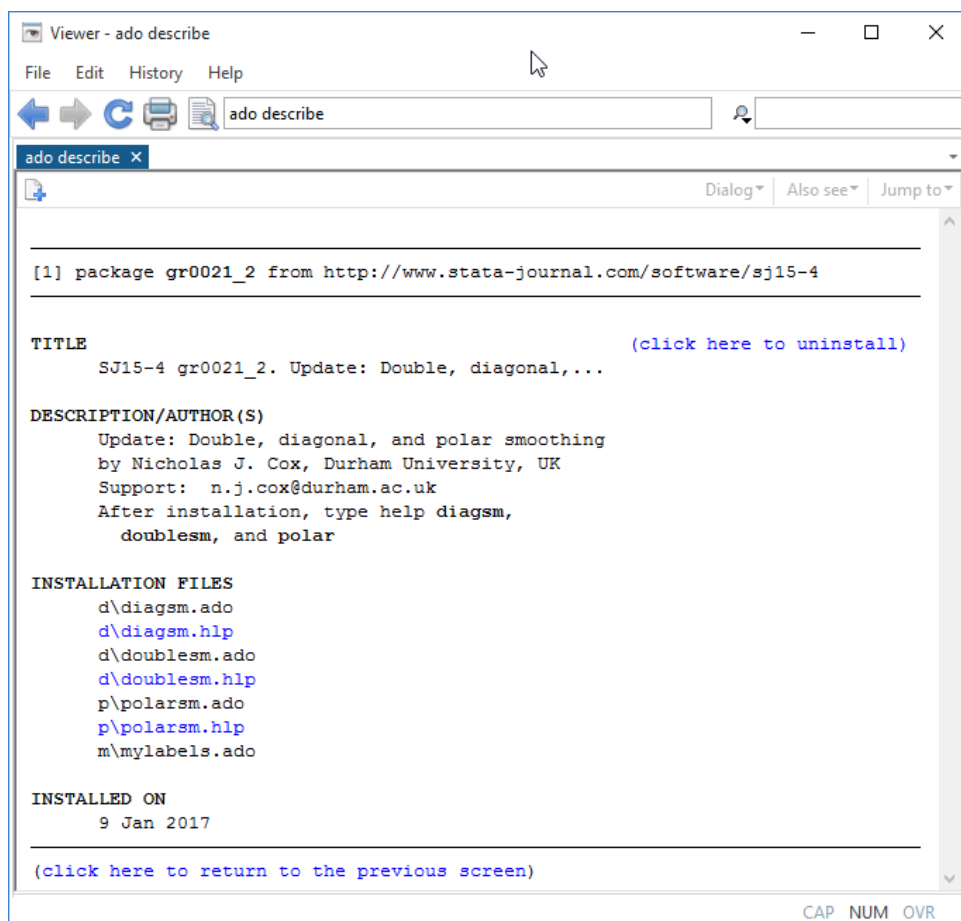 Viewer - ado describe
File Edit History Help
ado describe
ado describe
Dialog Also see Jump to
[1] package gr0021_2 from http://www.stata-journal.com/software/sj15-4
TITLE (click here to uninstall)
SJ15-4 gr0021_2. Update: Double, diagonal,...
DESCRIPTION/AUTHOR(S)
Update: Double, diagonal, and polar smoothing
by Nicholas J. Cox, Durham University, UK
Support: n.j.cox@durham.ac.uk
After installation, type help diagsm,
doublesm, and polar
INSTALLATION FILES
d\diagsm.ado
d\diagsm.hlp
d\doublesm.ado
d\doublesm.hlp
p\polarsm.ado
p\polarsm.hlp
m\mylabels.ado
INSTALLED ON
9 Jan 2017
(click here to return to the previous screen)
CAP NUM OVR